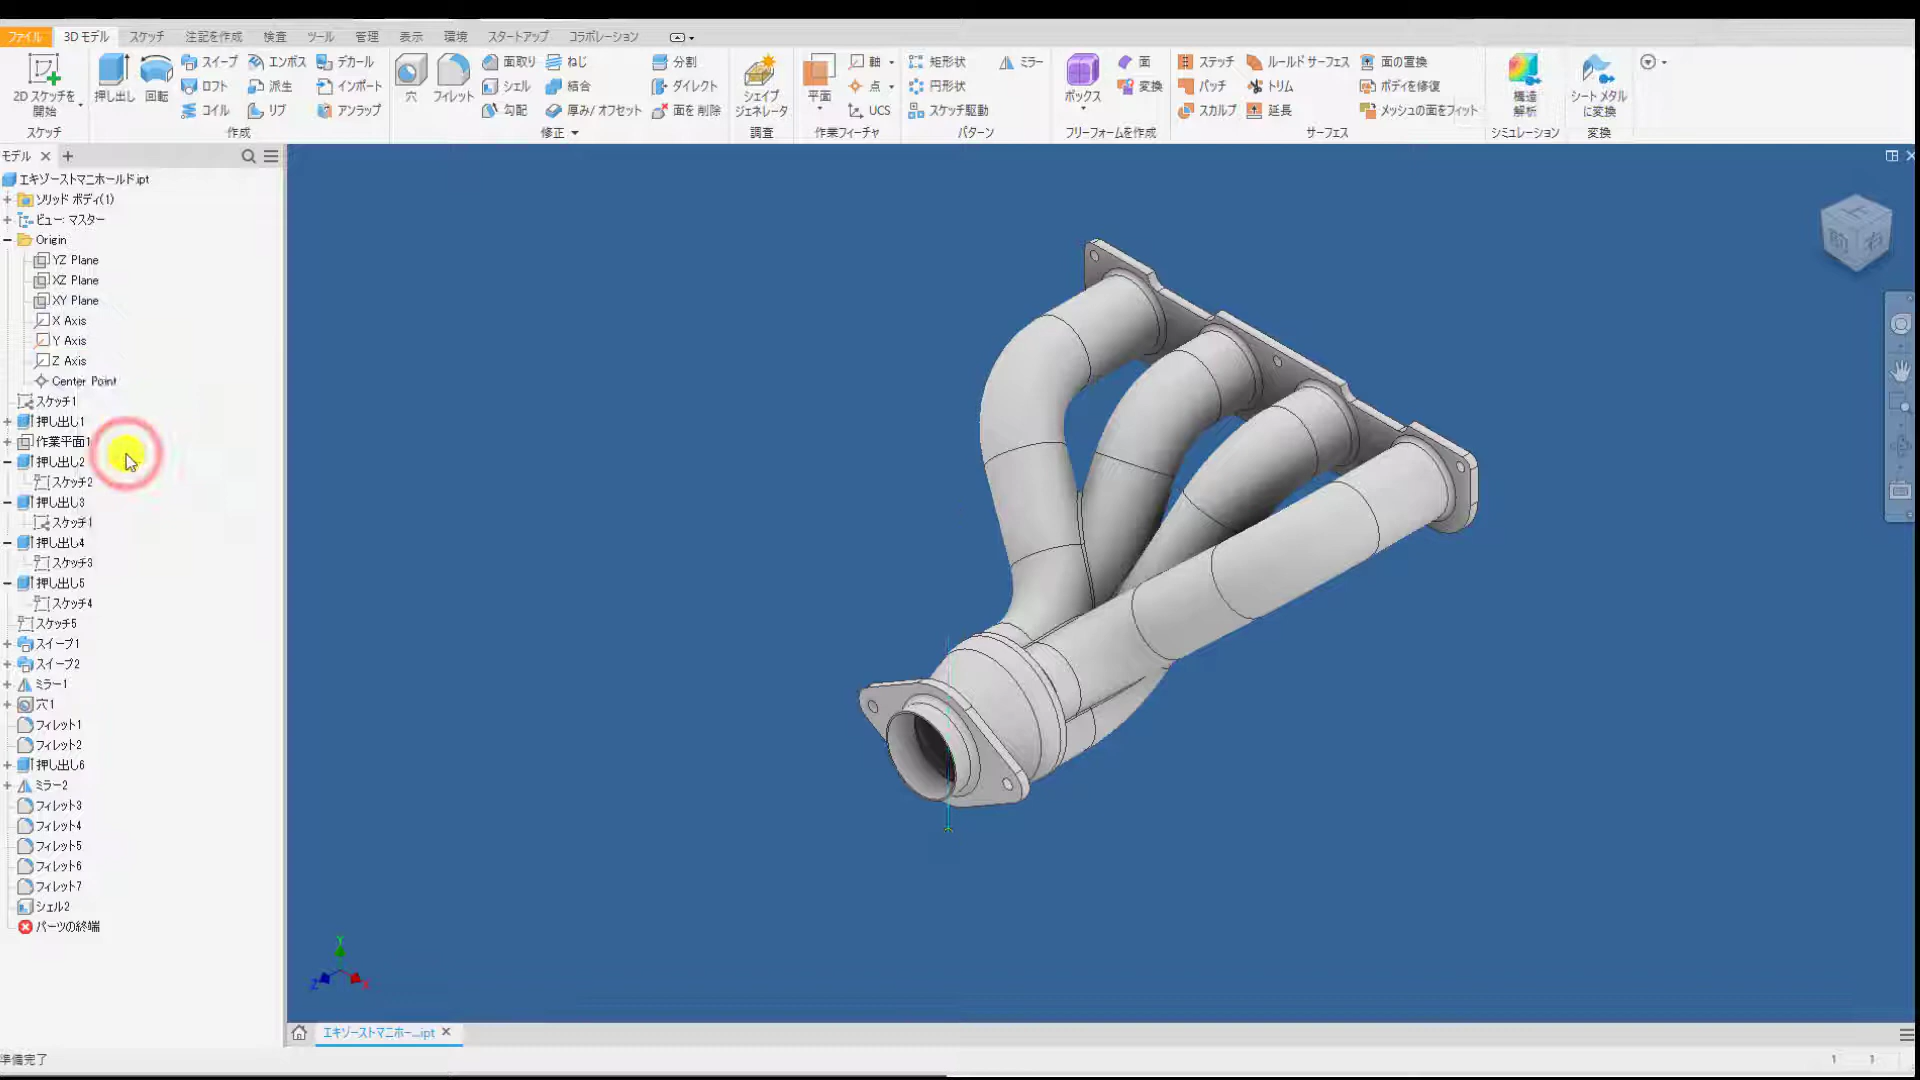 ファイル 3D モデル スケッチ 注記を作成 検査 ツール 管理 表示 環境 スタートアップ コラボレーション
2D スケッチを
開始
スケッチ
押し出し 回転 スイープ エンボス デカール
ロフト 派生 インポート
コイル リブ アンラップ
作成
穴 フィレット 面取り ねじ 分割
シェル 結合 ダイレクト
勾配 厚み/ オフセット 面を 削除
修正
シェイプ
ジェネレータ
調査
平面 軸
点
UCS
作業フィーチャ
矩形状 ミラー
円形状
スケッチ駆動
パターン
ボックス 面
変換
フリーフォームを作成
ステッチ ルールド サーフェス 面の置換
パッチ トリム ボディを修復
スカルプ 延長 メッシュの面をフィット
サーフェス
構造
解析
シミュレーション
シート メタル
に変換
変換
モデル
エキゾーストマニホールド.ipt
ソリッド ボディ(1)
ビュー: マスター
Origin
YZ Plane
XZ Plane
XY Plane
X Axis
Y Axis
Z Axis
Center Point
スケッチ1
押し出し1
作業平面1
押し出し2
スケッチ2
押し出し3
スケッチ1
押し出し4
スケッチ3
押し出し5
スケッチ4
スケッチ5
スイープ1
スイープ2
ミラー1
穴1
フィレット1
フィレット2
押し出し6
ミラー2
フィレット3
フィレット4
フィレット5
フィレット6
フィレット7
シェル2
パーツの終端
上
前 右
Y
Z X
エキゾーストマニホー...ipt
準備完了
1 1